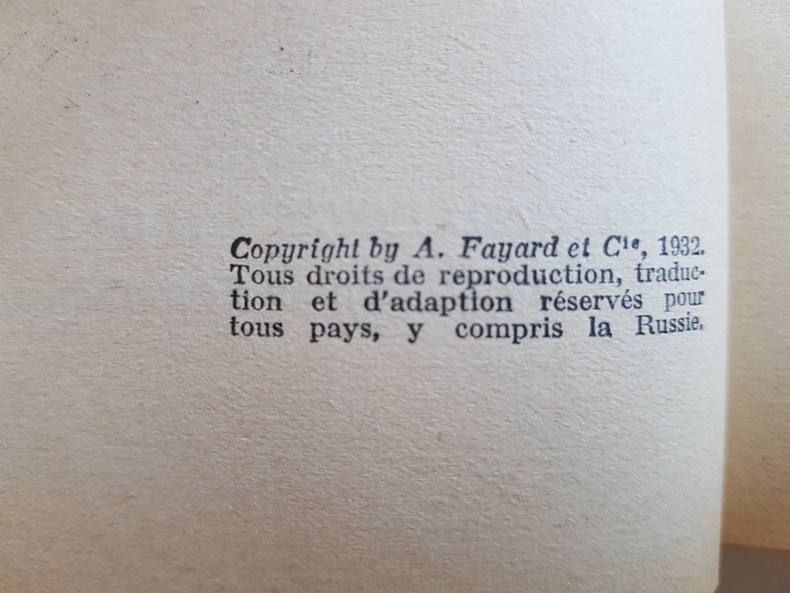 Copyright by A. Fayard et Cⁱᵉ, 1932.
Tous droits de reproduction, traduc-
tion et d'adaption réservés pour
tous pays, y compris la Russie.